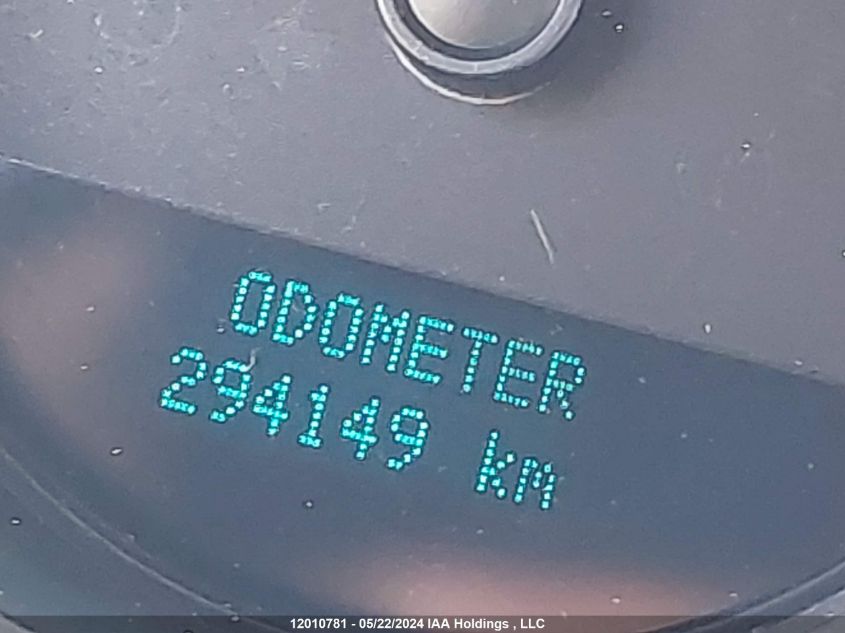 ODOMETER
294149 km
12010781 - 05/22/2024 IAA Holdings , LLC